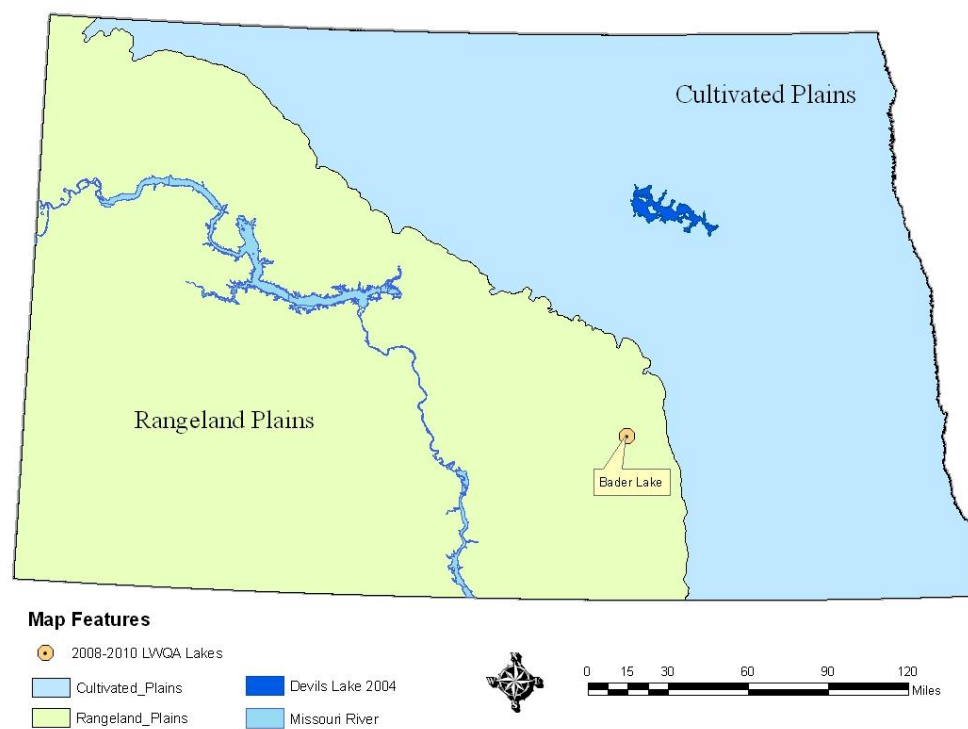 Cultivated Plains
Rangeland Plains
Bader Lake
Map Features
2008-2010 LWQA Lakes
Cultivated_Plains
Devils Lake 2004
Rangeland_Plains
Missouri River
0 15 30 60 90 120
Miles